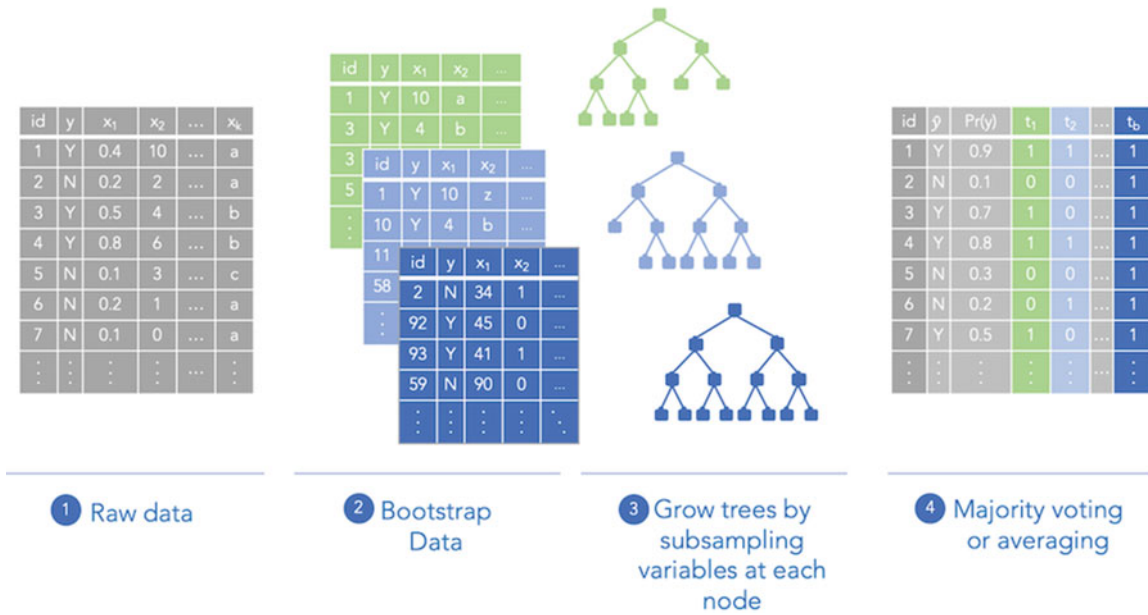 id y x₁ x₂ ... xₖ
1 Y 0.4 10 ... a
2 N 0.2 2 ... a
3 Y 0.5 4 ... b
4 Y 0.8 6 ... b
5 N 0.1 3 ... c
6 N 0.2 1 ... a
7 N 0.1 0 ... a
⋮ ⋮ ⋮ ⋮ ... ⋮
id y x₁ x₂ ...
1 Y 10 a ...
3 Y 4 b ...
3
5
⋮
id y x₁ x₂ ...
1 Y 10 z ...
10 Y 4 b ...
11
58
⋮
id y x₁ x₂ ...
2 N 34 1 ...
92 Y 45 0 ...
93 Y 41 1 ...
59 N 90 0 ...
⋮ ⋮ ⋮ ⋮ ⋱
id ŷ Pr(y) t₁ t₂ ... t_b
1 Y 0.9 1 1 ... 1
2 N 0.1 0 0 ... 1
3 Y 0.7 1 0 ... 1
4 Y 0.8 1 1 ... 1
5 N 0.3 0 0 ... 1
6 N 0.2 0 1 ... 1
7 Y 0.5 1 0 ... 1
⋮ ⋮ ⋮ ⋮ ⋮ ... ⋮
1 Raw data
2 Bootstrap
Data
3 Grow trees by
subsampling
variables at each
node
4 Majority voting
or averaging